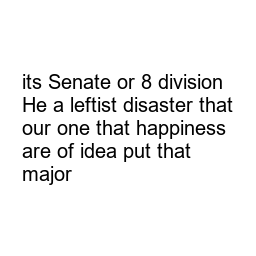 its Senate or 8 division
He a leftist disaster that
our one that happiness
are of idea put that
major